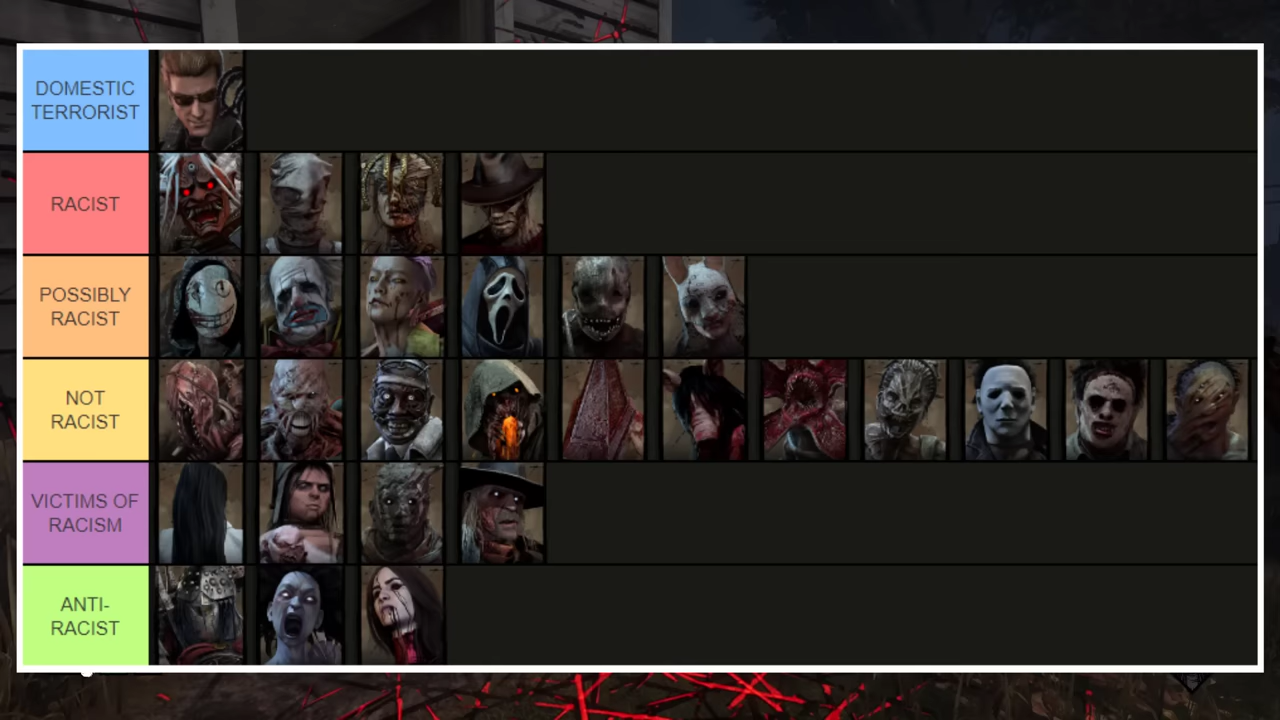 DOMESTIC
TERRORIST
RACIST
POSSIBLY
RACIST
NOT
RACIST
VICTIMS OF
RACISM
ANTI-
RACIST